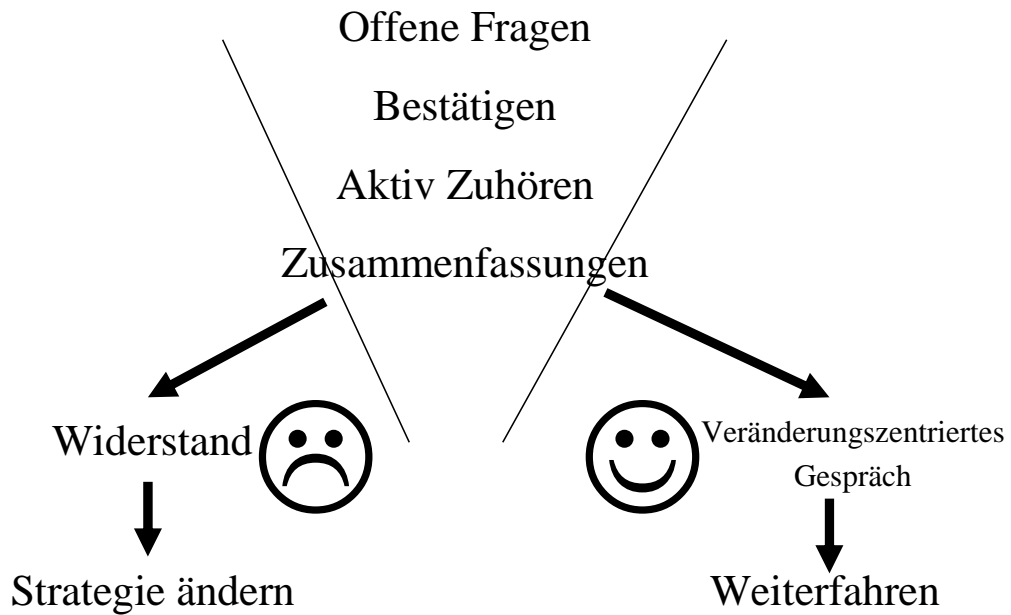 Offene Fragen
Bestätigen
Aktiv Zuhören
Zusammenfassungen
Widerstand
Veränderungszentriertes
Gespräch
Strategie ändern
Weiterfahren